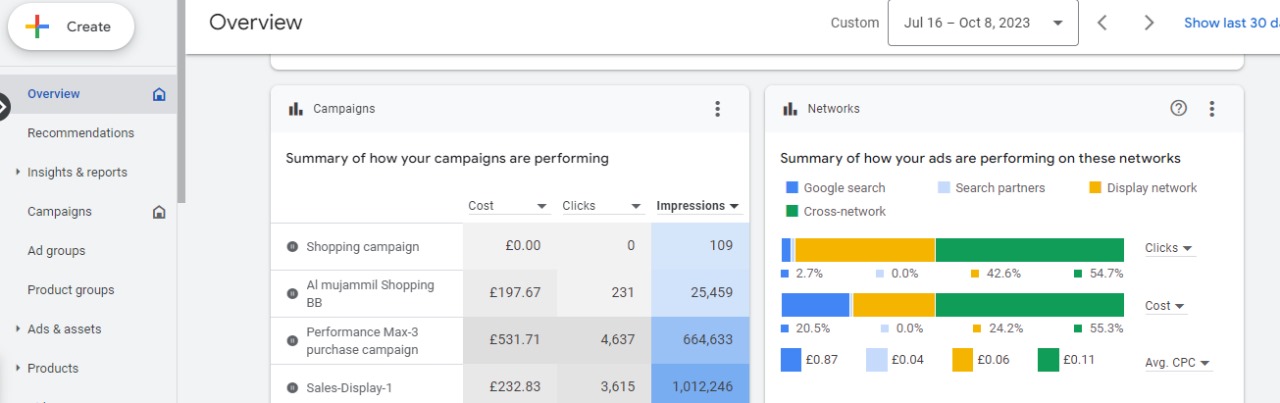 Create
Overview
Recommendations
Insights & reports
Campaigns
Ad groups
Product groups
Ads & assets
Products
Overview
Custom
Jul 16 – Oct 8, 2023
Show last 30
Campaigns
Summary of how your campaigns are performing
Cost Clicks Impressions
Shopping campaign £0.00 0 109
Al mujammil Shopping
BB £197.67 231 25,459
Performance Max-3
purchase campaign £531.71 4,637 664,633
Sales-Display-1 £232.83 3,615 1,012,246
Networks
Summary of how your ads are performing on these networks
Google search Search partners Display network
Cross-network
Clicks
2.7% 0.0% 42.6% 54.7%
Cost
20.5% 0.0% 24.2% 55.3%
£0.87 £0.04 £0.06 £0.11 Avg. CPC